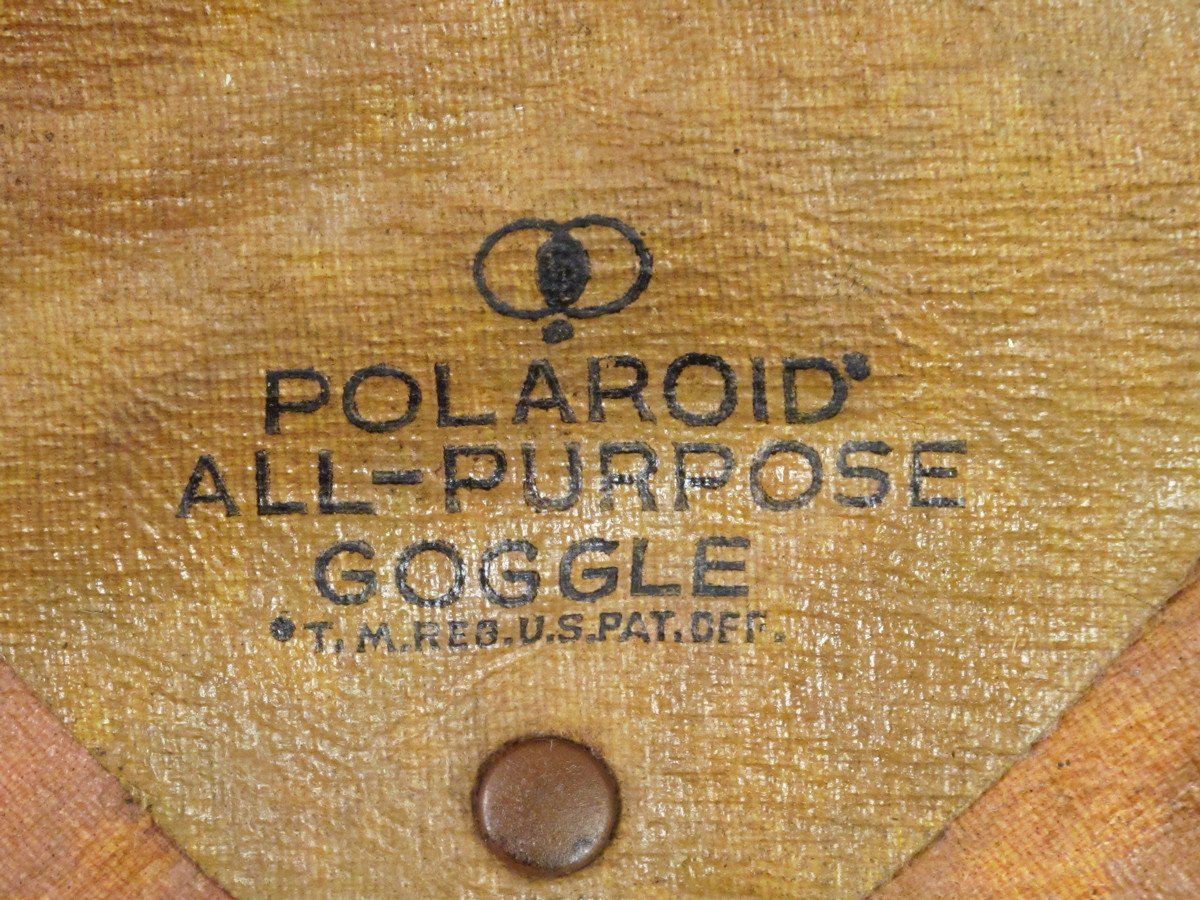 POLAROID*
ALL-PURPOSE
GOGGLE
*T.M.REG.U.S.PAT.OFF.